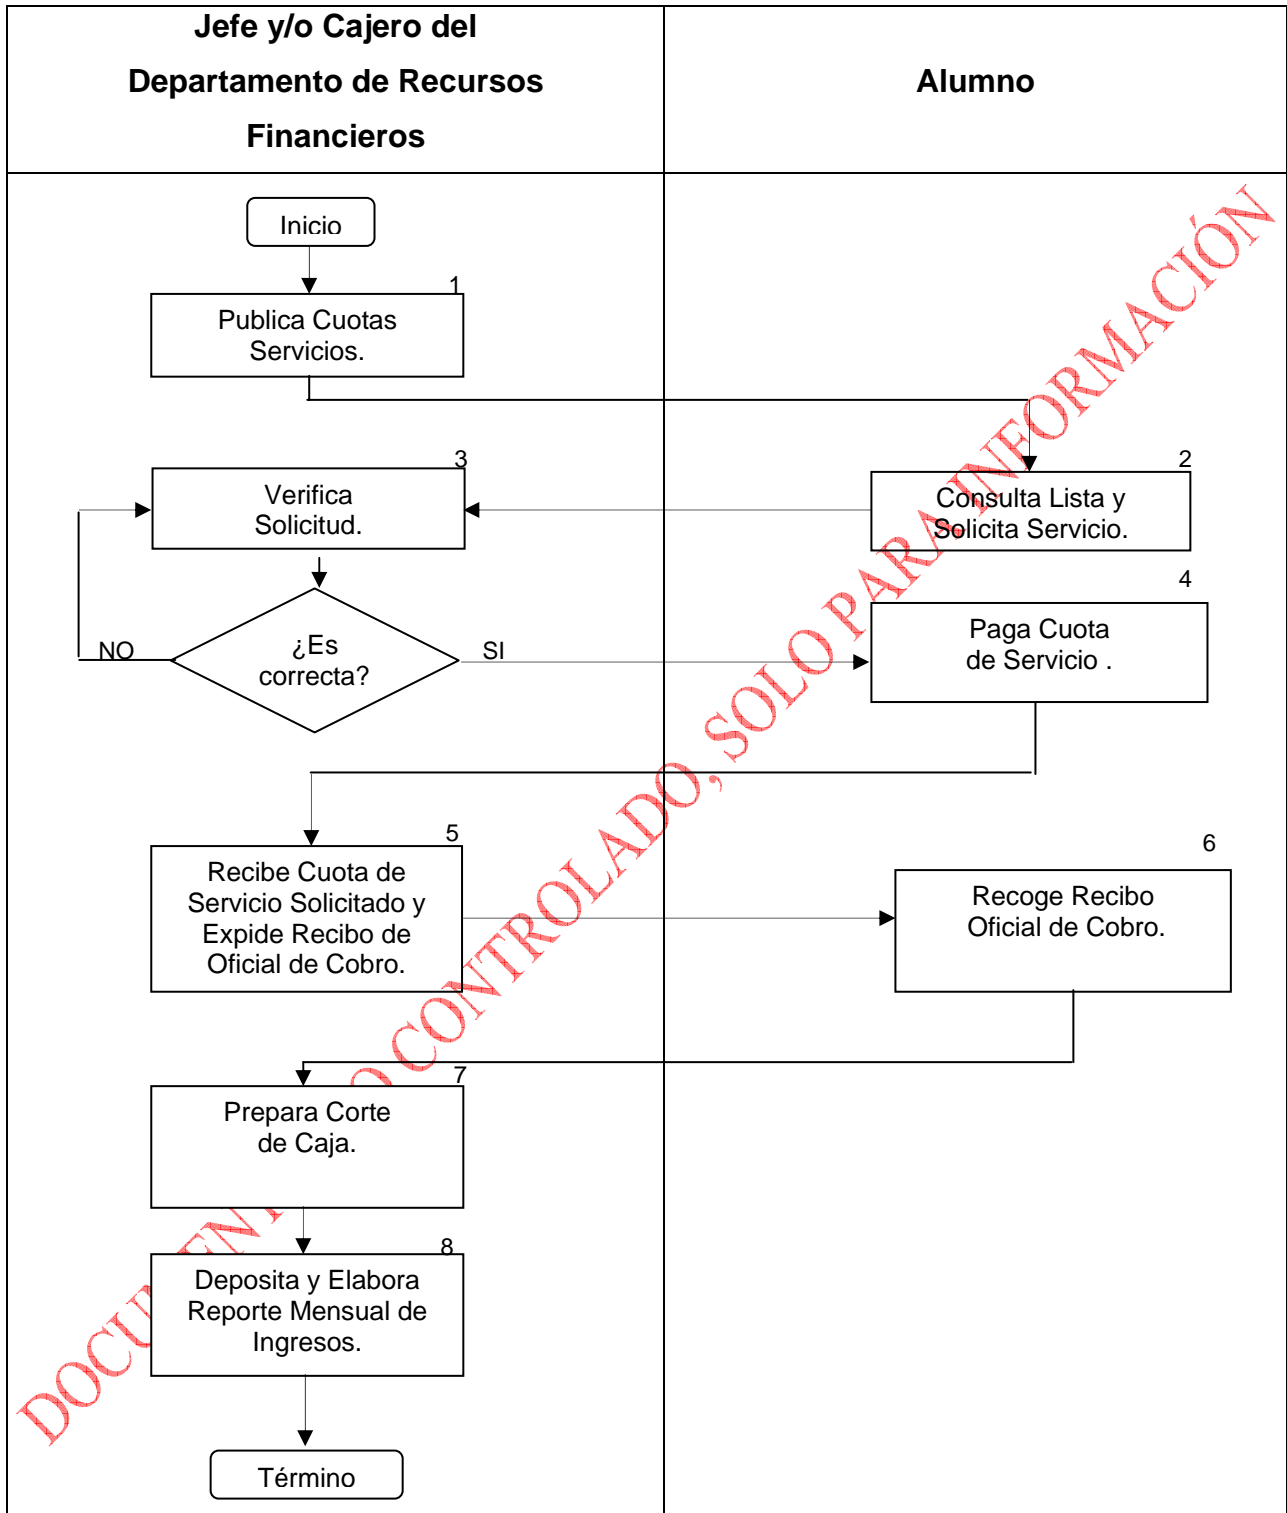 Jefe y/o Cajero del
Departamento de Recursos
Financieros
Alumno
Inicio
1
Publica Cuotas
Servicios.
2
Consulta Lista y
Solicita Servicio.
3
Verifica
Solicitud.
¿Es
correcta?
NO
SI
4
Paga Cuota
de Servicio .
5
Recibe Cuota de
Servicio Solicitado y
Expide Recibo de
Oficial de Cobro.
6
Recoge Recibo
Oficial de Cobro.
7
Prepara Corte
de Caja.
8
Deposita y Elabora
Reporte Mensual de
Ingresos.
Término
DOCUMENTO NO CONTROLADO, SOLO PARA INFORMACIÓN